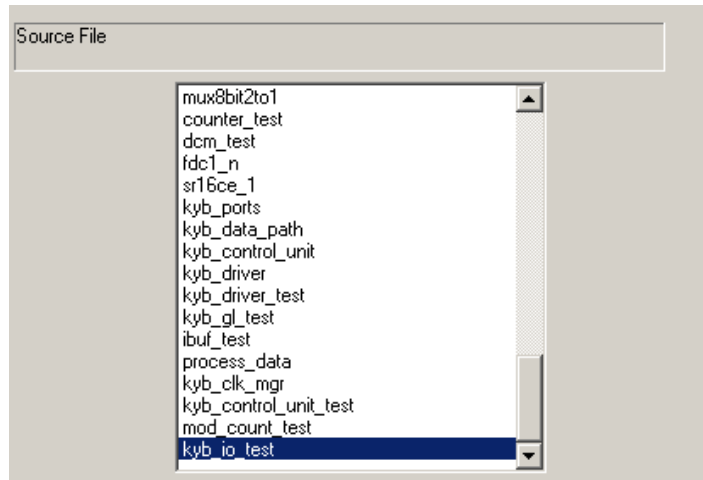 Source File
mux8bit2to1
counter_test
dcm_test
fdc1_n
sr16ce_1
kyb_ports
kyb_data_path
kyb_control_unit
kyb_driver
kyb_driver_test
kyb_gl_test
ibuf_test
process_data
kyb_clk_mgr
kyb_control_unit_test
mod_count_test
kyb_io_test